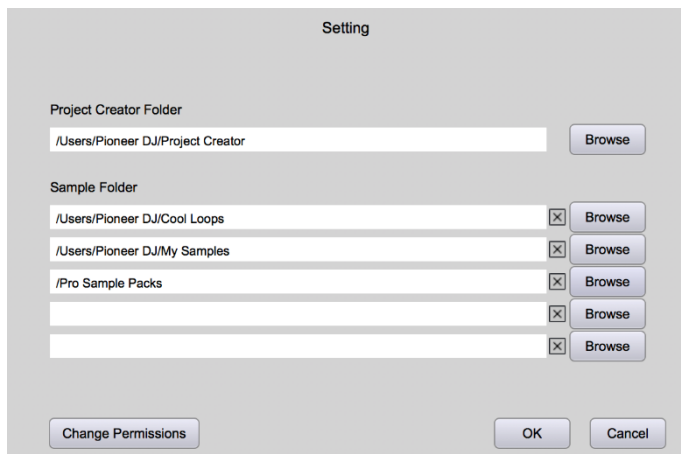 Setting
Project Creator Folder
/Users/Pioneer DJ/Project Creator Browse
Sample Folder
/Users/Pioneer DJ/Cool Loops Browse
/Users/Pioneer DJ/My Samples Browse
/Pro Sample Packs Browse
Browse
Browse
Change Permissions OK Cancel